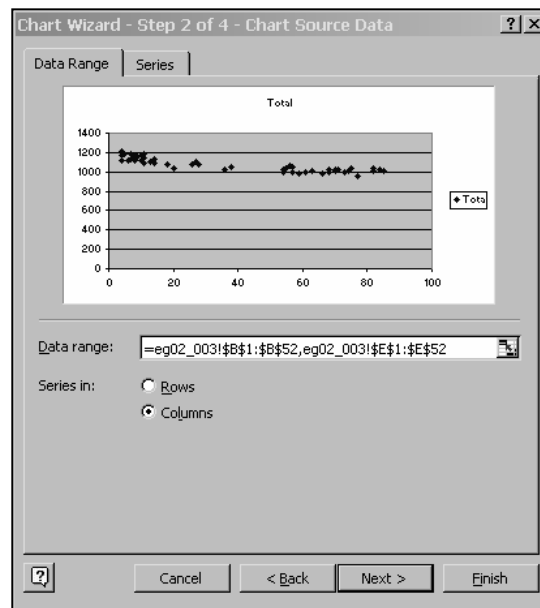 Chart Wizard - Step 2 of 4 - Chart Source Data
Data Range Series
Total
1400
1200
1000
800
600
400
200
0
0 20 40 60 80 100
Tota
Data range: =eg02_003!$B$1:$B$52,eg02_003!$E$1:$E$52
Series in: Rows
Columns
Cancel < Back Next > Finish